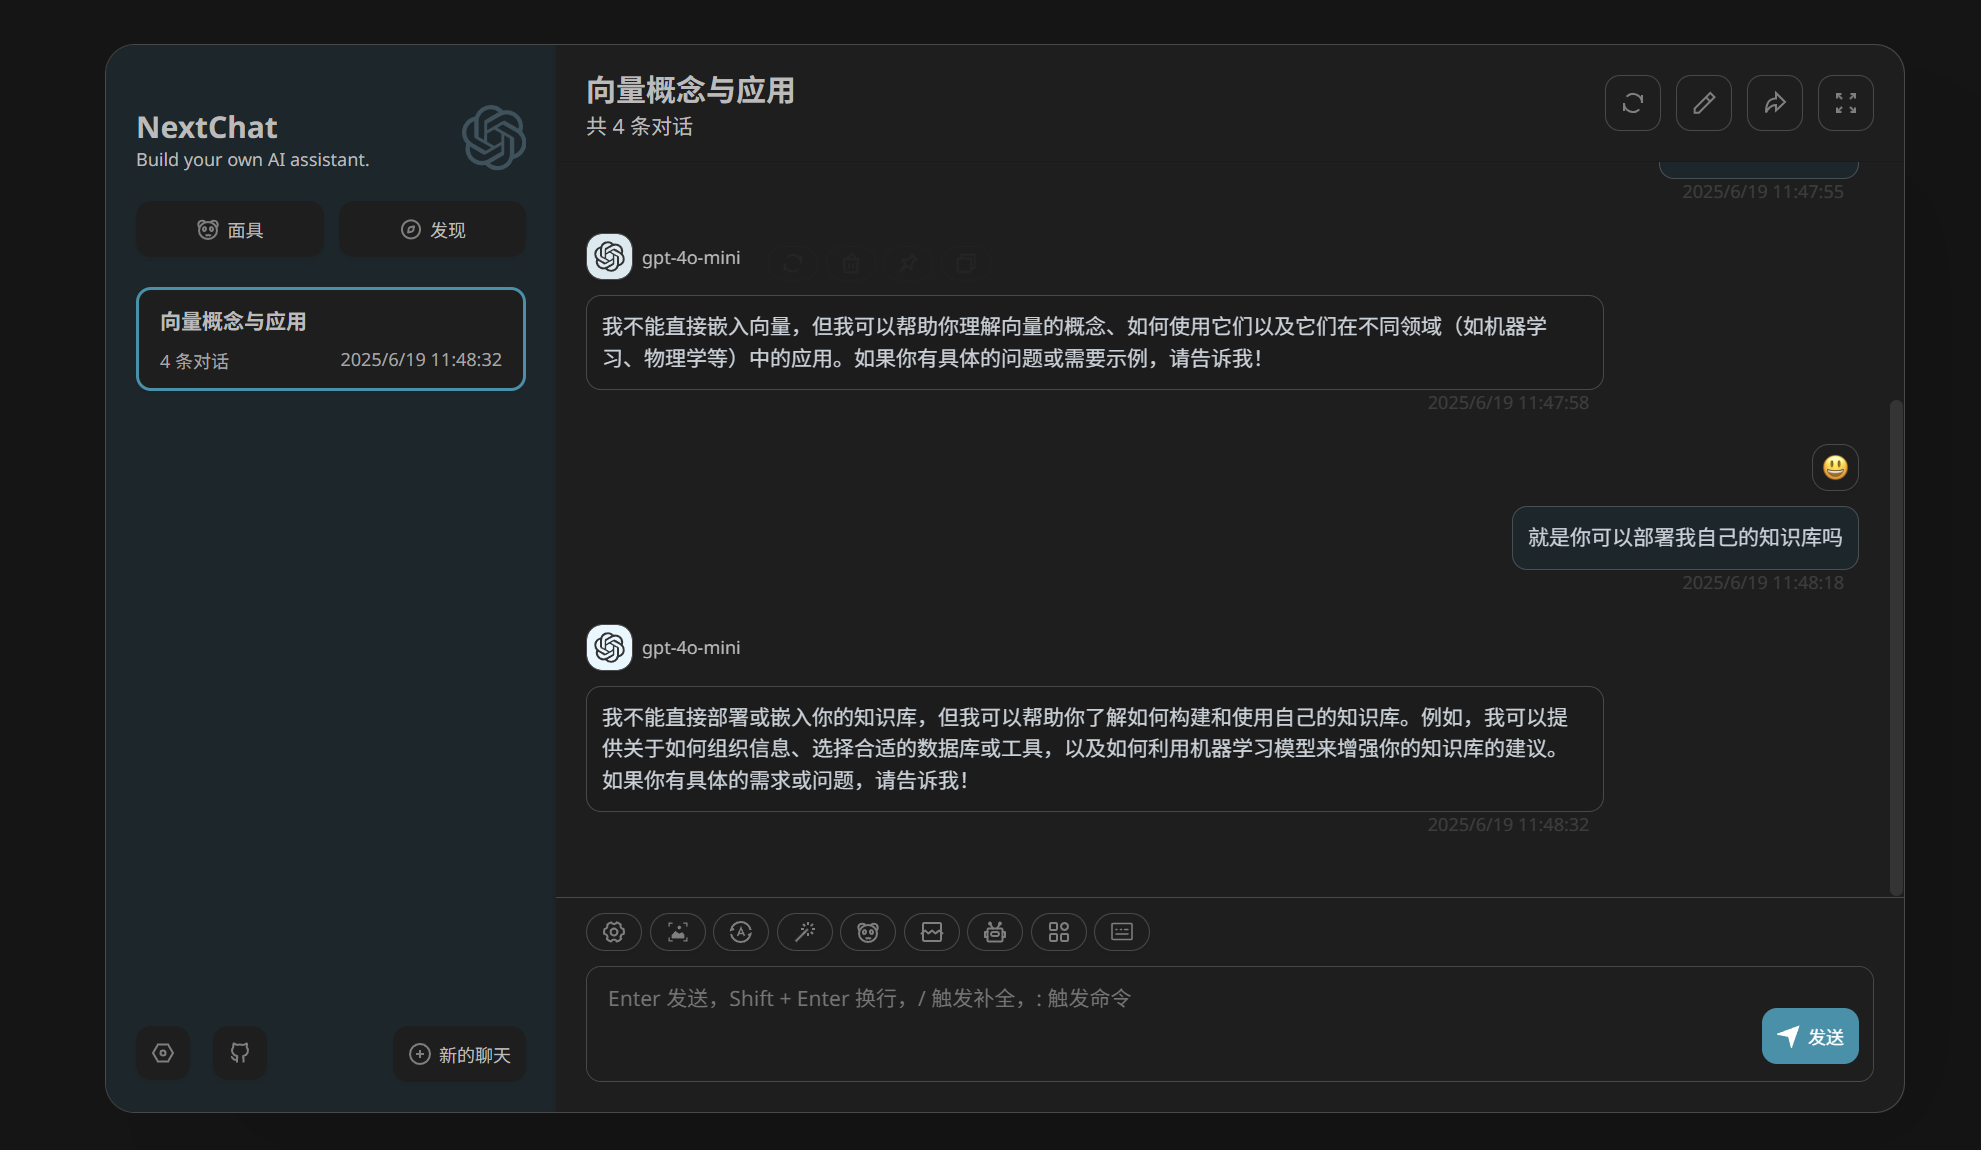 NextChat
Build your own AI assistant.
面具
发现
向量概念与应用
4 条对话
2025/6/19 11:48:32
新的聊天
向量概念与应用
共 4 条对话
2025/6/19 11:47:55
gpt-4o-mini
我不能直接嵌入向量，但我可以帮助你理解向量的概念、如何使用它们以及它们在不同领域（如机器学
习、物理学等）中的应用。如果你有具体的问题或需要示例，请告诉我！
2025/6/19 11:47:58
就是你可以部署我自己的知识库吗
2025/6/19 11:48:18
gpt-4o-mini
我不能直接部署或嵌入你的知识库，但我可以帮助你了解如何构建和使用自己的知识库。例如，我可以提
供关于如何组织信息、选择合适的数据库或工具，以及如何利用机器学习模型来增强你的知识库的建议。
如果你有具体的需求或问题，请告诉我！
2025/6/19 11:48:32
Enter 发送，Shift + Enter 换行，/ 触发补全，: 触发命令
发送